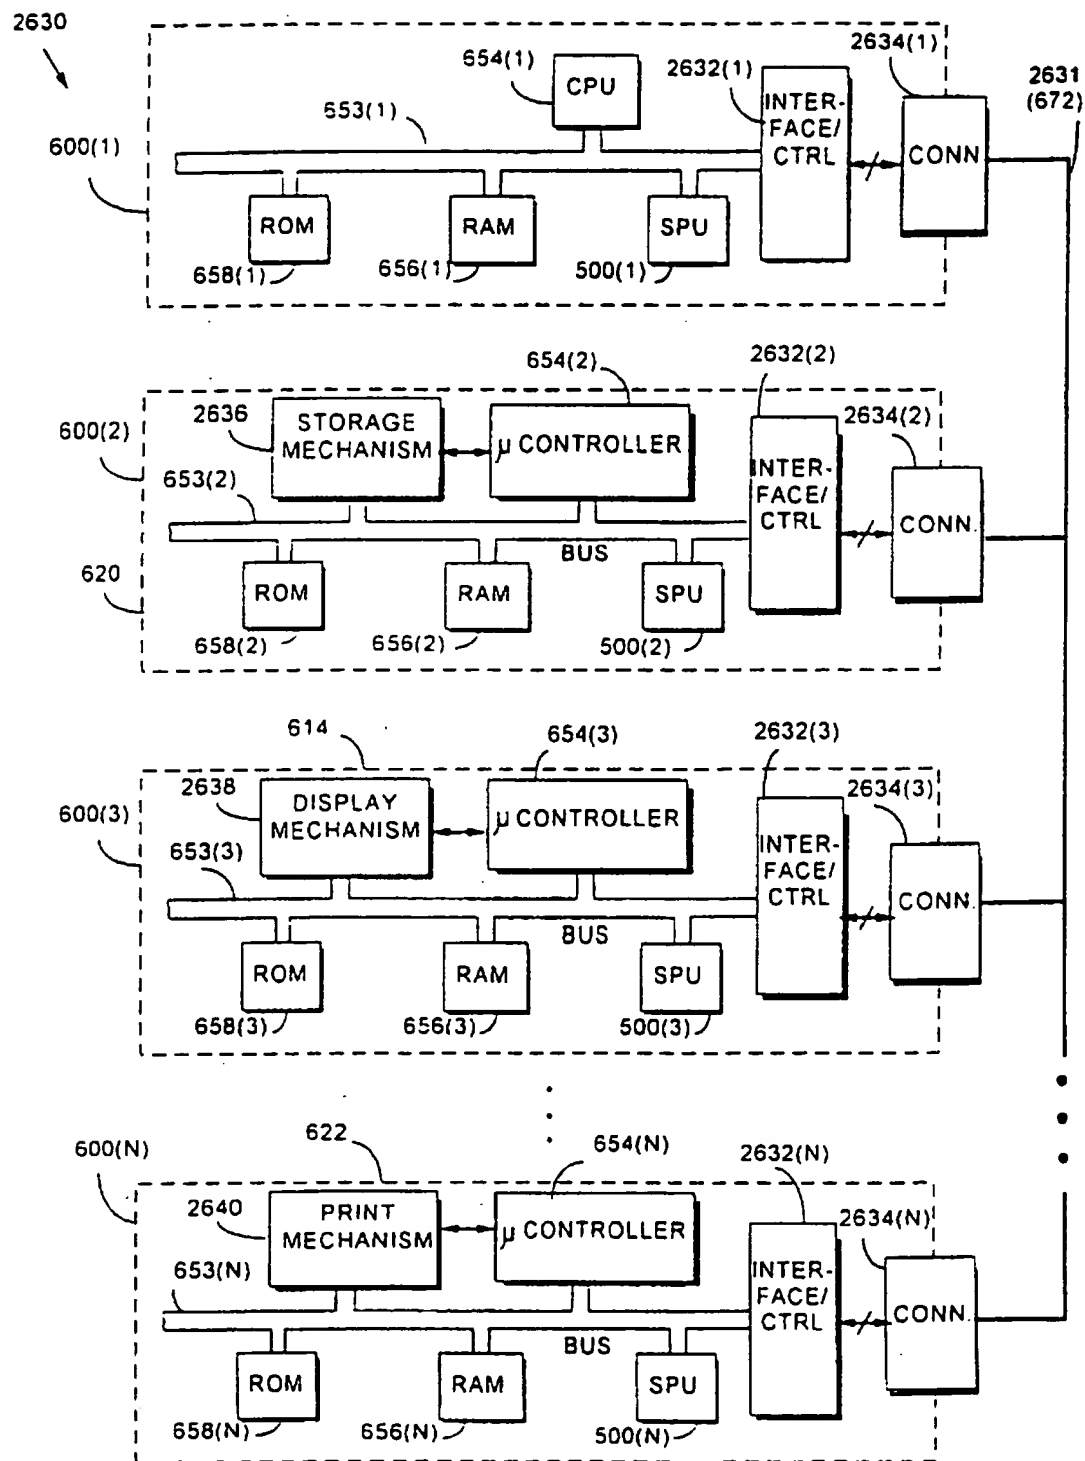 2630
654(1)
CPU
2632(1)
2634(1)
2631
(672)
653(1)
INTER-
FACE/
CTRL
600(1)
CONN
ROM
RAM
SPU
658(1)
656(1)
500(1)
654(2)
2632(2)
2636
STORAGE
MECHANISM
µ CONTROLLER
2634(2)
600(2)
653(2)
INTER-
FACE/
CTRL
CONN.
BUS
620
ROM
RAM
SPU
658(2)
656(2)
500(2)
614
654(3)
2632(3)
2638
DISPLAY
MECHANISM
µ CONTROLLER
2634(3)
600(3)
653(3)
INTER-
FACE/
CTRL
CONN.
BUS
ROM
RAM
SPU
658(3)
656(3)
500(3)
622
600(N)
654(N)
2632(N)
2640
PRINT
MECHANISM
µ CONTROLLER
2634(N)
653(N)
INTER-
FACE/
CTRL
CONN.
BUS
ROM
RAM
SPU
658(N)
656(N)
500(N)